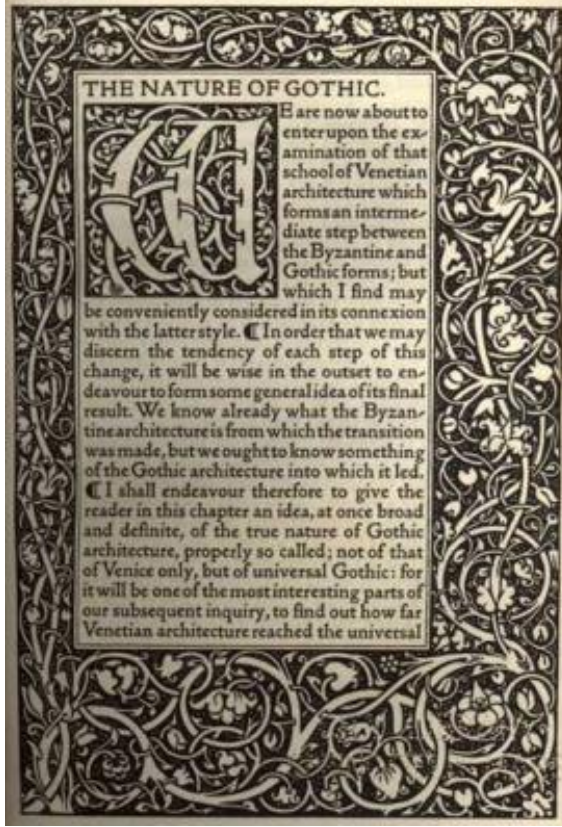 THE NATURE OF GOTHIC.
WE are now about to
enter upon the ex-
amination of that
school of Venetian
architecture which
forms an interme-
diate step between
the Byzantine and
Gothic forms; but
which I find may
be conveniently considered in its connexion
with the latter style. ❡ In order that we may
discern the tendency of each step of this
change, it will be wise in the outset to en-
deavour to form some general idea of its final
result. We know already what the Byzan-
tine architecture is from which the transition
was made, but we ought to know something
of the Gothic architecture into which it led.
❡ I shall endeavour therefore to give the
reader in this chapter an idea, at once broad
and definite, of the true nature of Gothic
architecture, properly so called; not of that
of Venice only, but of universal Gothic: for
it will be one of the most interesting parts of
our subsequent inquiry, to find out how far
Venetian architecture reached the universal